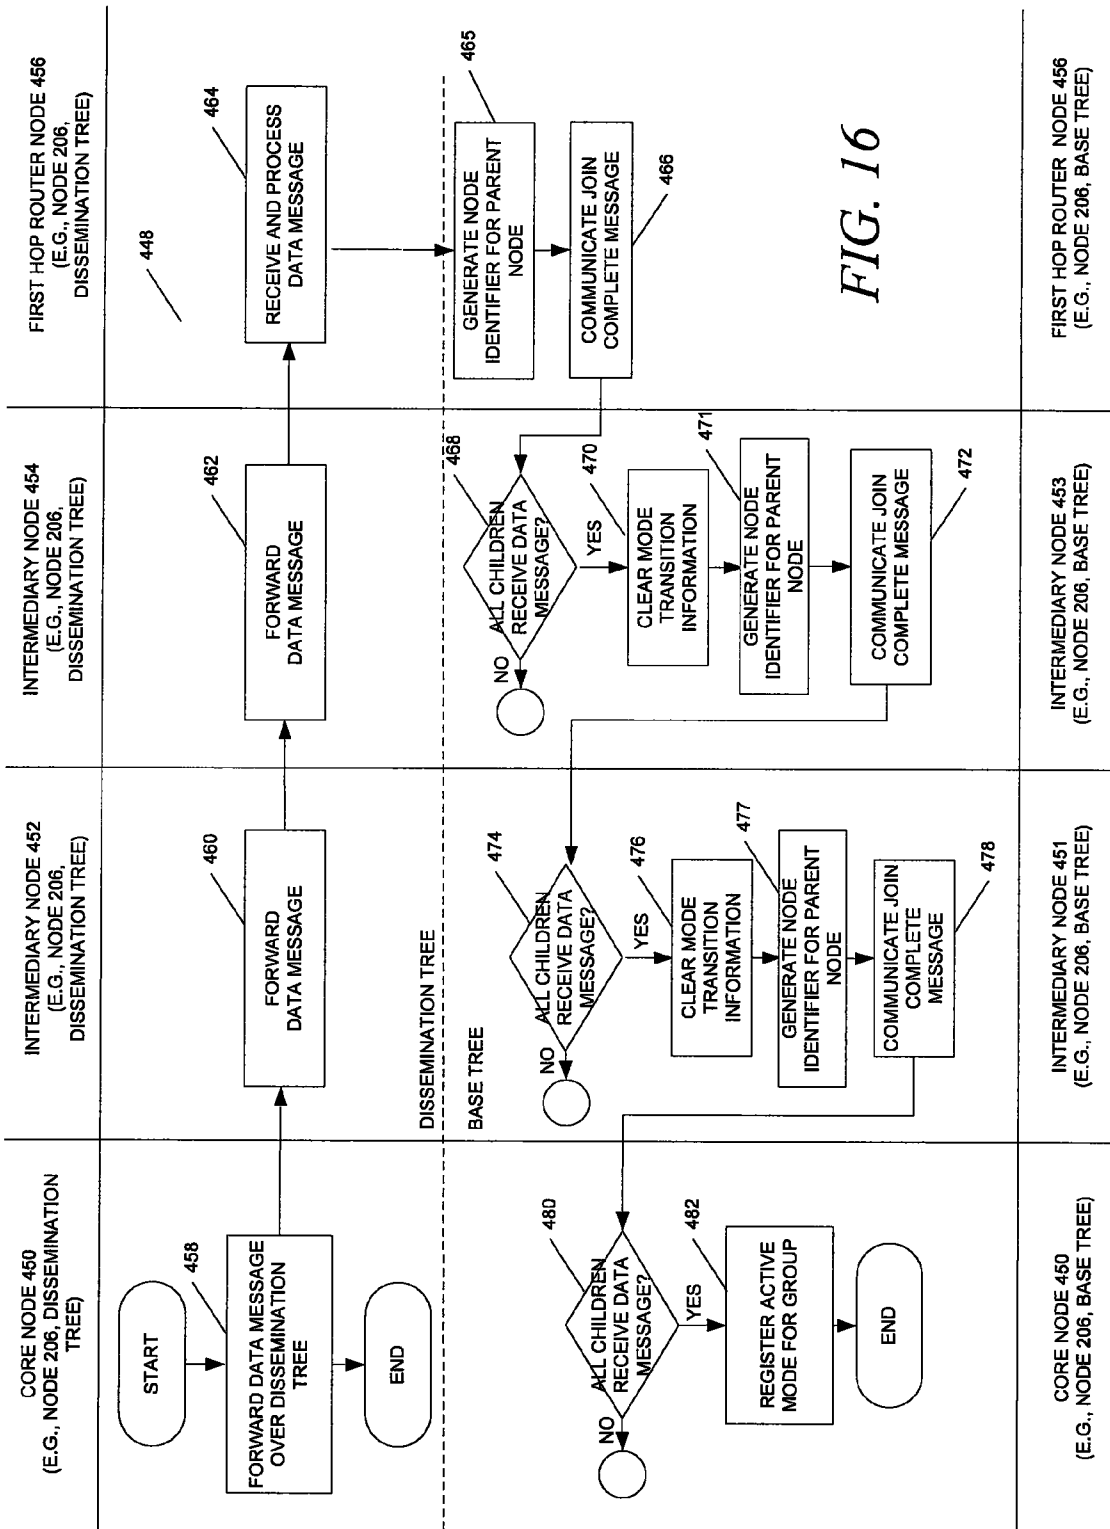 CORE NODE 450
(E.G., NODE 206, DISSEMINATION
TREE)
INTERMEDIARY NODE 452
(E.G., NODE 206,
DISSEMINATION TREE)
INTERMEDIARY NODE 454
(E.G., NODE 206,
DISSEMINATION TREE)
FIRST HOP ROUTER NODE 456
(E.G., NODE 206,
DISSEMINATION TREE)
448
START
458
FORWARD DATA MESSAGE
OVER DISSEMINATION
TREE
END
460
FORWARD
DATA MESSAGE
462
FORWARD
DATA MESSAGE
464
RECEIVE AND PROCESS
DATA MESSAGE
DISSEMINATION TREE
BASE TREE
465
GENERATE NODE
IDENTIFIER FOR PARENT
NODE
COMMUNICATE JOIN
COMPLETE MESSAGE
466
468
ALL CHILDREN
RECEIVE DATA
MESSAGE?
NO
YES
470
CLEAR MODE
TRANSITION
INFORMATION
471
GENERATE NODE
IDENTIFIER FOR PARENT
NODE
COMMUNICATE JOIN
COMPLETE MESSAGE
472
474
ALL CHILDREN
RECEIVE DATA
MESSAGE?
NO
YES
476
CLEAR MODE
TRANSITION
INFORMATION
477
GENERATE NODE
IDENTIFIER FOR PARENT
NODE
COMMUNICATE JOIN
COMPLETE
MESSAGE
478
480
ALL CHILDREN
RECEIVE DATA
MESSAGE?
NO
YES
482
REGISTER ACTIVE
MODE FOR GROUP
END
FIG. 16
CORE NODE 450
(E.G., NODE 206, BASE TREE)
INTERMEDIARY NODE 451
(E.G., NODE 206, BASE TREE)
INTERMEDIARY NODE 453
(E.G., NODE 206, BASE TREE)
FIRST HOP ROUTER NODE 456
(E.G., NODE 206, BASE TREE)